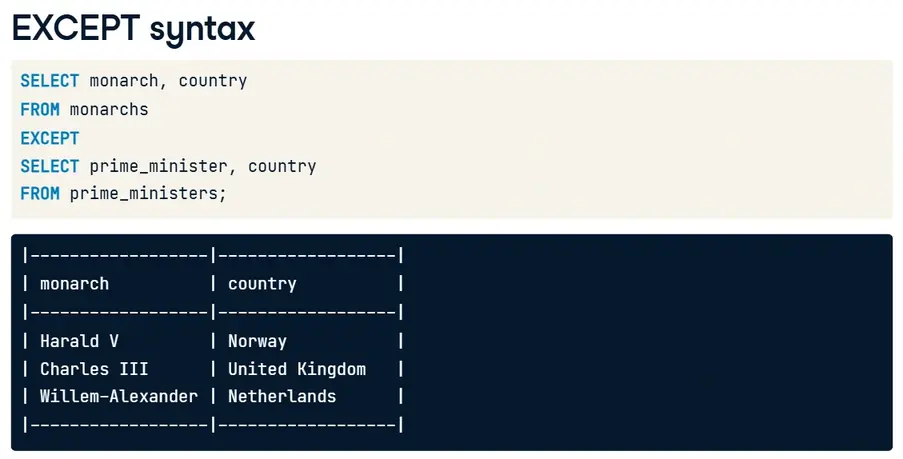 EXCEPT syntax
SELECT monarch, country
FROM monarchs
EXCEPT
SELECT prime_minister, country
FROM prime_ministers;
|------------------|------------------|
| monarch          | country          |
|------------------|------------------|
| Harald V         | Norway           |
| Charles III      | United Kingdom   |
| Willem-Alexander | Netherlands      |
|------------------|------------------|